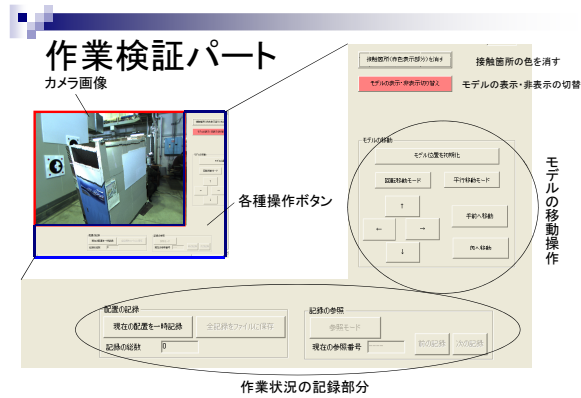 作業検証パート
カメラ画像
接触箇所(赤色表示部分)を消す
接触箇所の色を消す
モデルの表示・非表示切り替え
モデルの表示・非表示の切替
モデルの移動
モデル位置を初期化
回転移動モード
平行移動モード
↑
手前へ移動
←
→
向へ移動
↓
モデルの移動操作
各種操作ボタン
配置の記録
現在の配置を一時記録
全記録をファイルに保存
記録の総数
0
記録の参照
参照モード
現在の参照番号
前の記録
次の記録
作業状況の記録部分